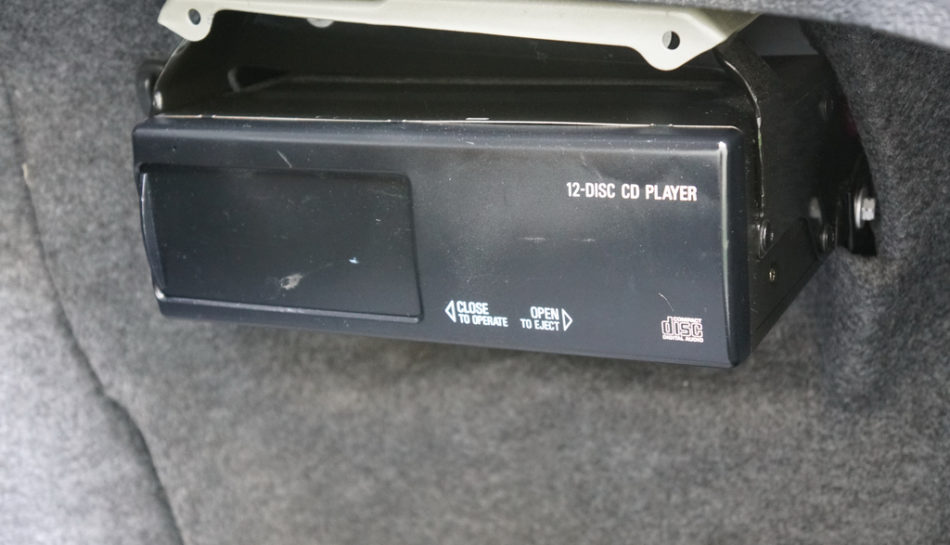 12-DISC CD PLAYER
CLOSE
TO OPERATE
OPEN
TO EJECT
COMPACT
disc
DIGITAL AUDIO